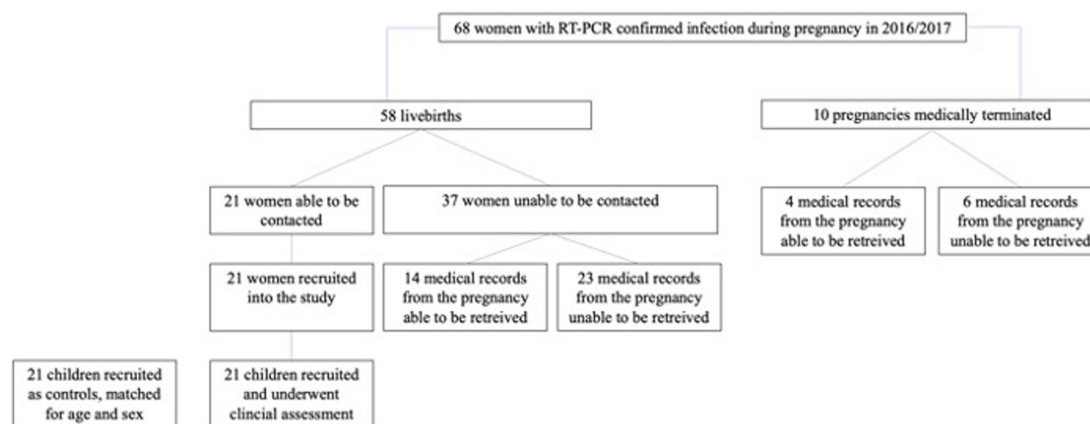 68 women with RT-PCR confirmed infection during pregnancy in 2016/2017
58 livebirths
10 pregnancies medically terminated
21 women able to be
contacted
37 women unable to be contacted
4 medical records
from the pregnancy
able to be retreived
6 medical records
from the pregnancy
unable to be retreived
21 women recruited
into the study
14 medical records
from the pregnancy
able to be retreived
23 medical records
from the pregnancy
unable to be retreived
21 children recruited
as controls, matched
for age and sex
21 children recruited
and underwent
clincial assessment